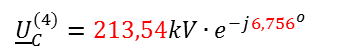 U_C^(4) = 213,54kV · e^(−j6,756°)